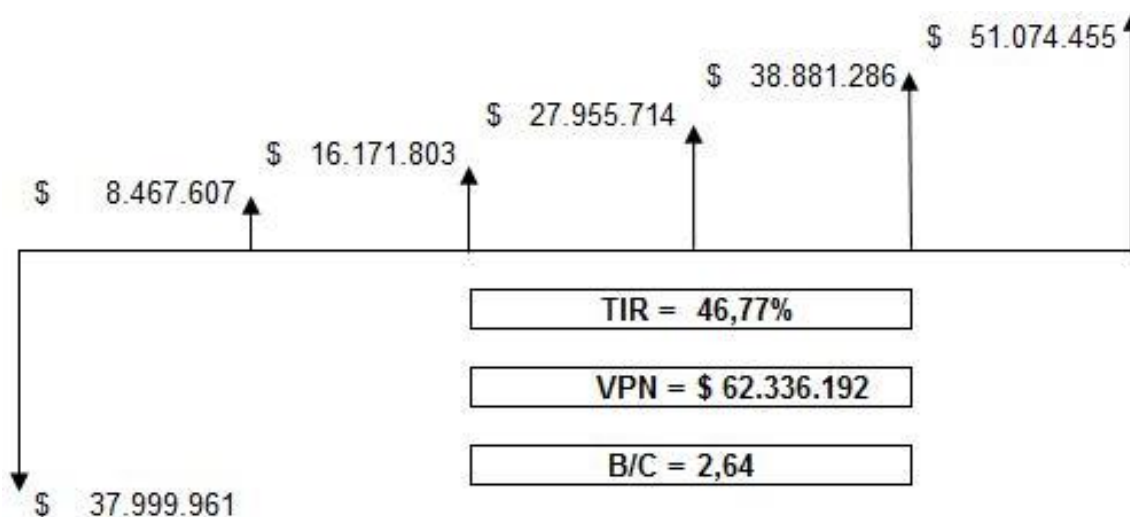 $ 51.074.455
$ 38.881.286
$ 27.955.714
$ 16.171.803
$ 8.467.607
TIR = 46,77%
VPN = $ 62.336.192
B/C = 2,64
$ 37.999.961